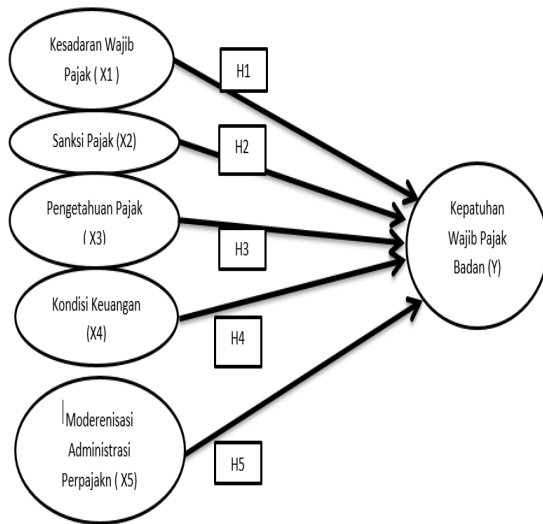 Kesadaran Wajib
Pajak ( X1 )
H1
Sanksi Pajak (X2)
H2
Pengetahuan Pajak
( X3)
H3
Kepatuhan
Wajib Pajak
Badan (Y)
Kondisi Keuangan
(X4)
H4
Moderenisasi
Administrasi
Perpajakn ( X5)
H5